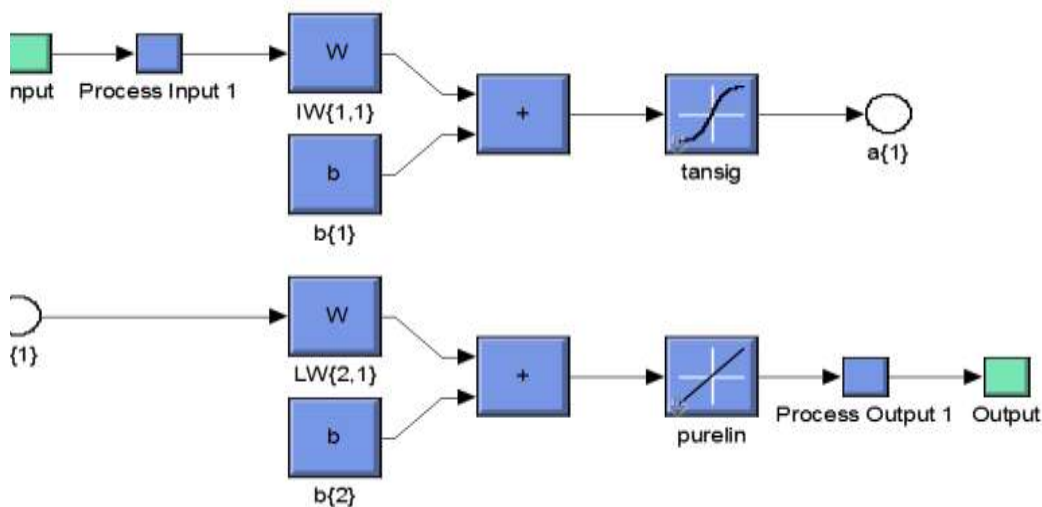 W
nput
Process Input 1
IW{1,1}
+
tansig
a{1}
b
b{1}
W
{1}
LW{2,1}
+
purelin
Process Output 1
Output
b
b{2}